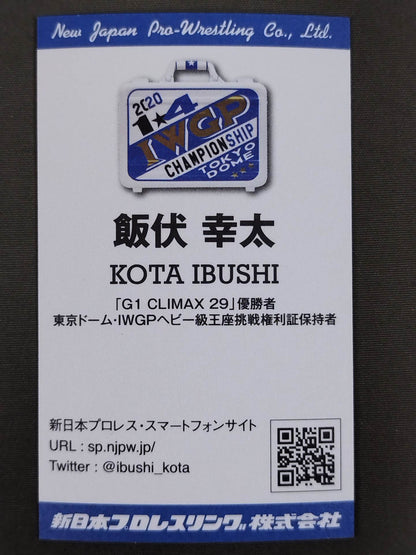 New Japan Pro-Wrestling Co., Ltd.
2020
1★4
IWGP
CHAMPIONSHIP
TOKYO
DOME
飯伏 幸太
KOTA IBUSHI
「G1 CLIMAX 29」優勝者
東京ドーム・IWGPヘビー級王座挑戦権利証保持者
新日本プロレス・スマートフォンサイト
URL : sp.njpw.jp/
Twitter : @ibushi_kota
新日本プロレスリング株式会社